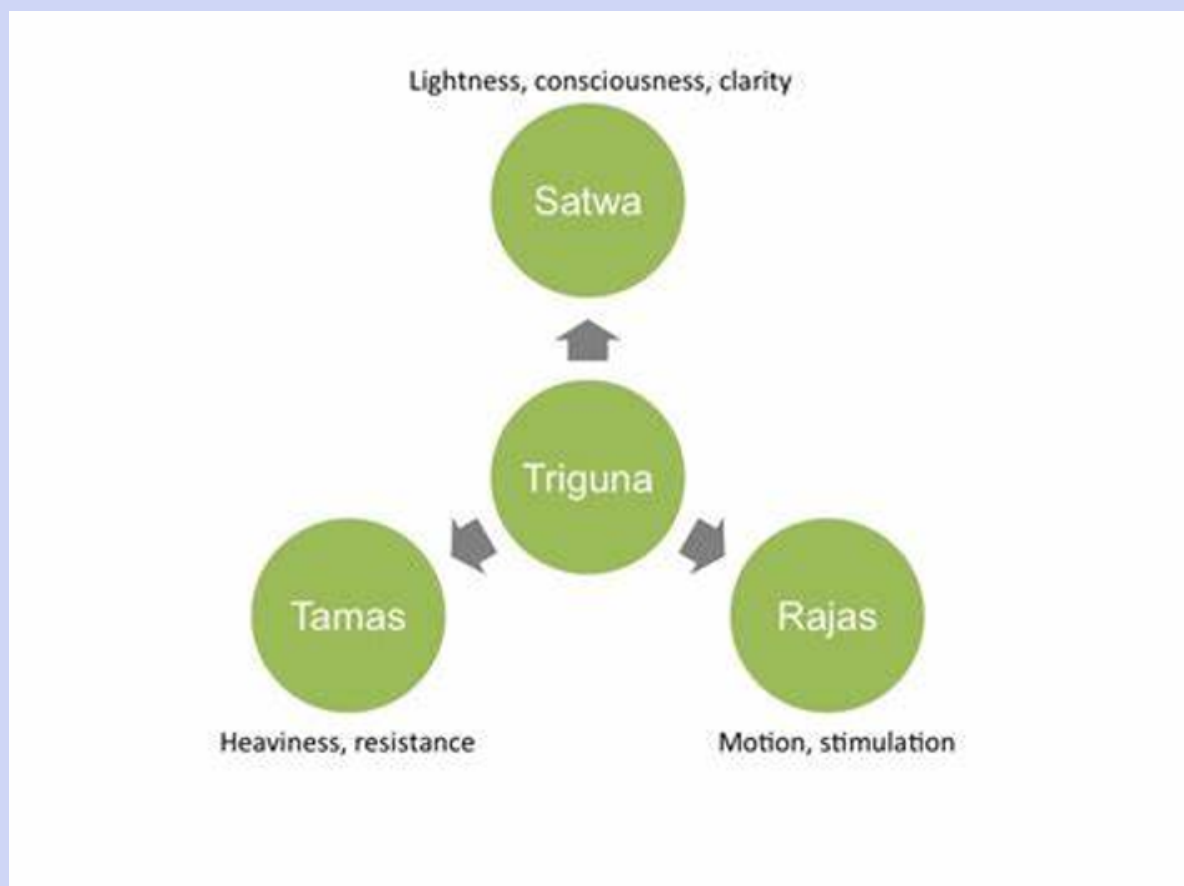 Lightness, consciousness, clarity
Satwa
Triguna
Tamas
Rajas
Heaviness, resistance
Motion, stimulation